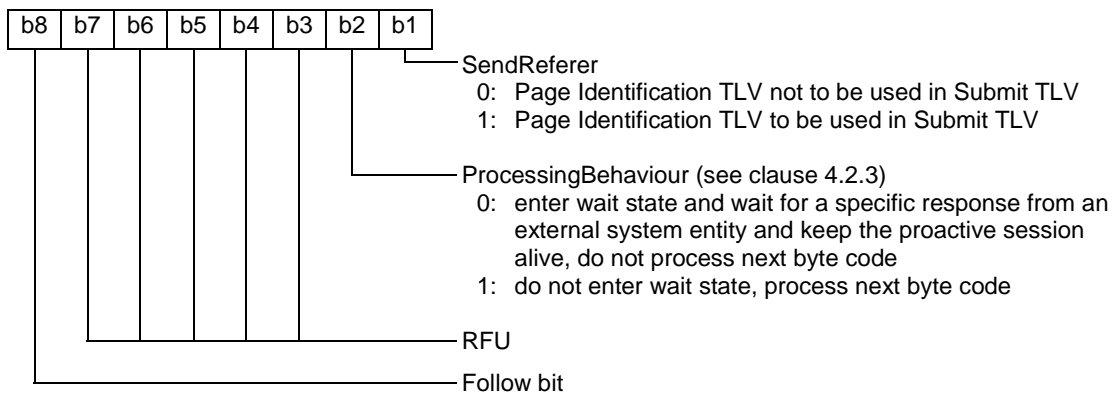 b8 b7 b6 b5 b4 b3 b2 b1
SendReferer
0: Page Identification TLV not to be used in Submit TLV
1: Page Identification TLV to be used in Submit TLV
ProcessingBehaviour (see clause 4.2.3)
0: enter wait state and wait for a specific response from an
external system entity and keep the proactive session
alive, do not process next byte code
1: do not enter wait state, process next byte code
RFU
Follow bit